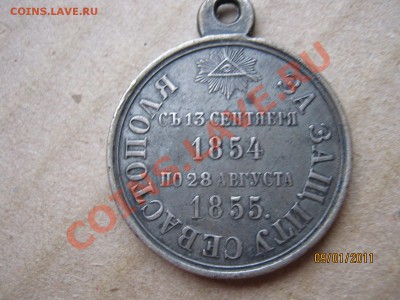 COINS.LAVE.RU
ЗА ЗАЩИТУ СЕВАСТОПОЛЯ
СЪ 13 СЕНТЯБРЯ
1854
ПО 28 АВГУСТА
1855.
09/01/2011
COINS.LAVE.RU